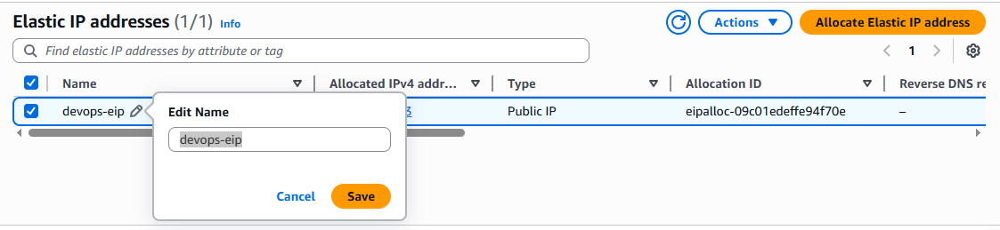 Elastic IP addresses (1/1) Info
Actions
Allocate Elastic IP address
Find elastic IP addresses by attribute or tag
1
Name
Allocated IPv4 addr...
Type
Allocation ID
Reverse DNS re
devops-eip
3
Public IP
eipalloc-09c01edeffe94f70e
–
Edit Name
devops-eip
Cancel
Save